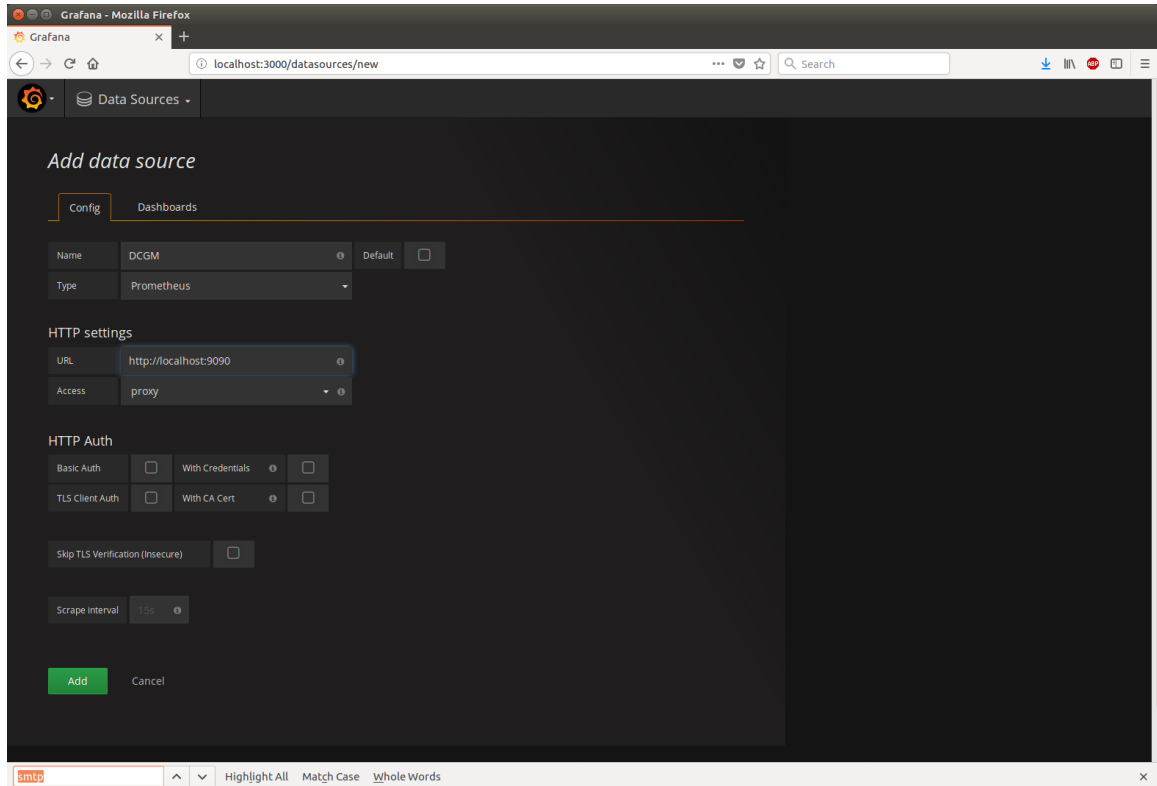 Grafana - Mozilla Firefox
Grafana
localhost:3000/datasources/new
Search
ABP
Data Sources
Add data source
Config Dashboards
Name DCGM Default
Type Prometheus
HTTP settings
URL http://localhost:9090
Access proxy
HTTP Auth
Basic Auth With Credentials
TLS Client Auth With CA Cert
Skip TLS Verification (Insecure)
Scrape interval 15s
Add Cancel
smtp Highlight All Match Case Whole Words